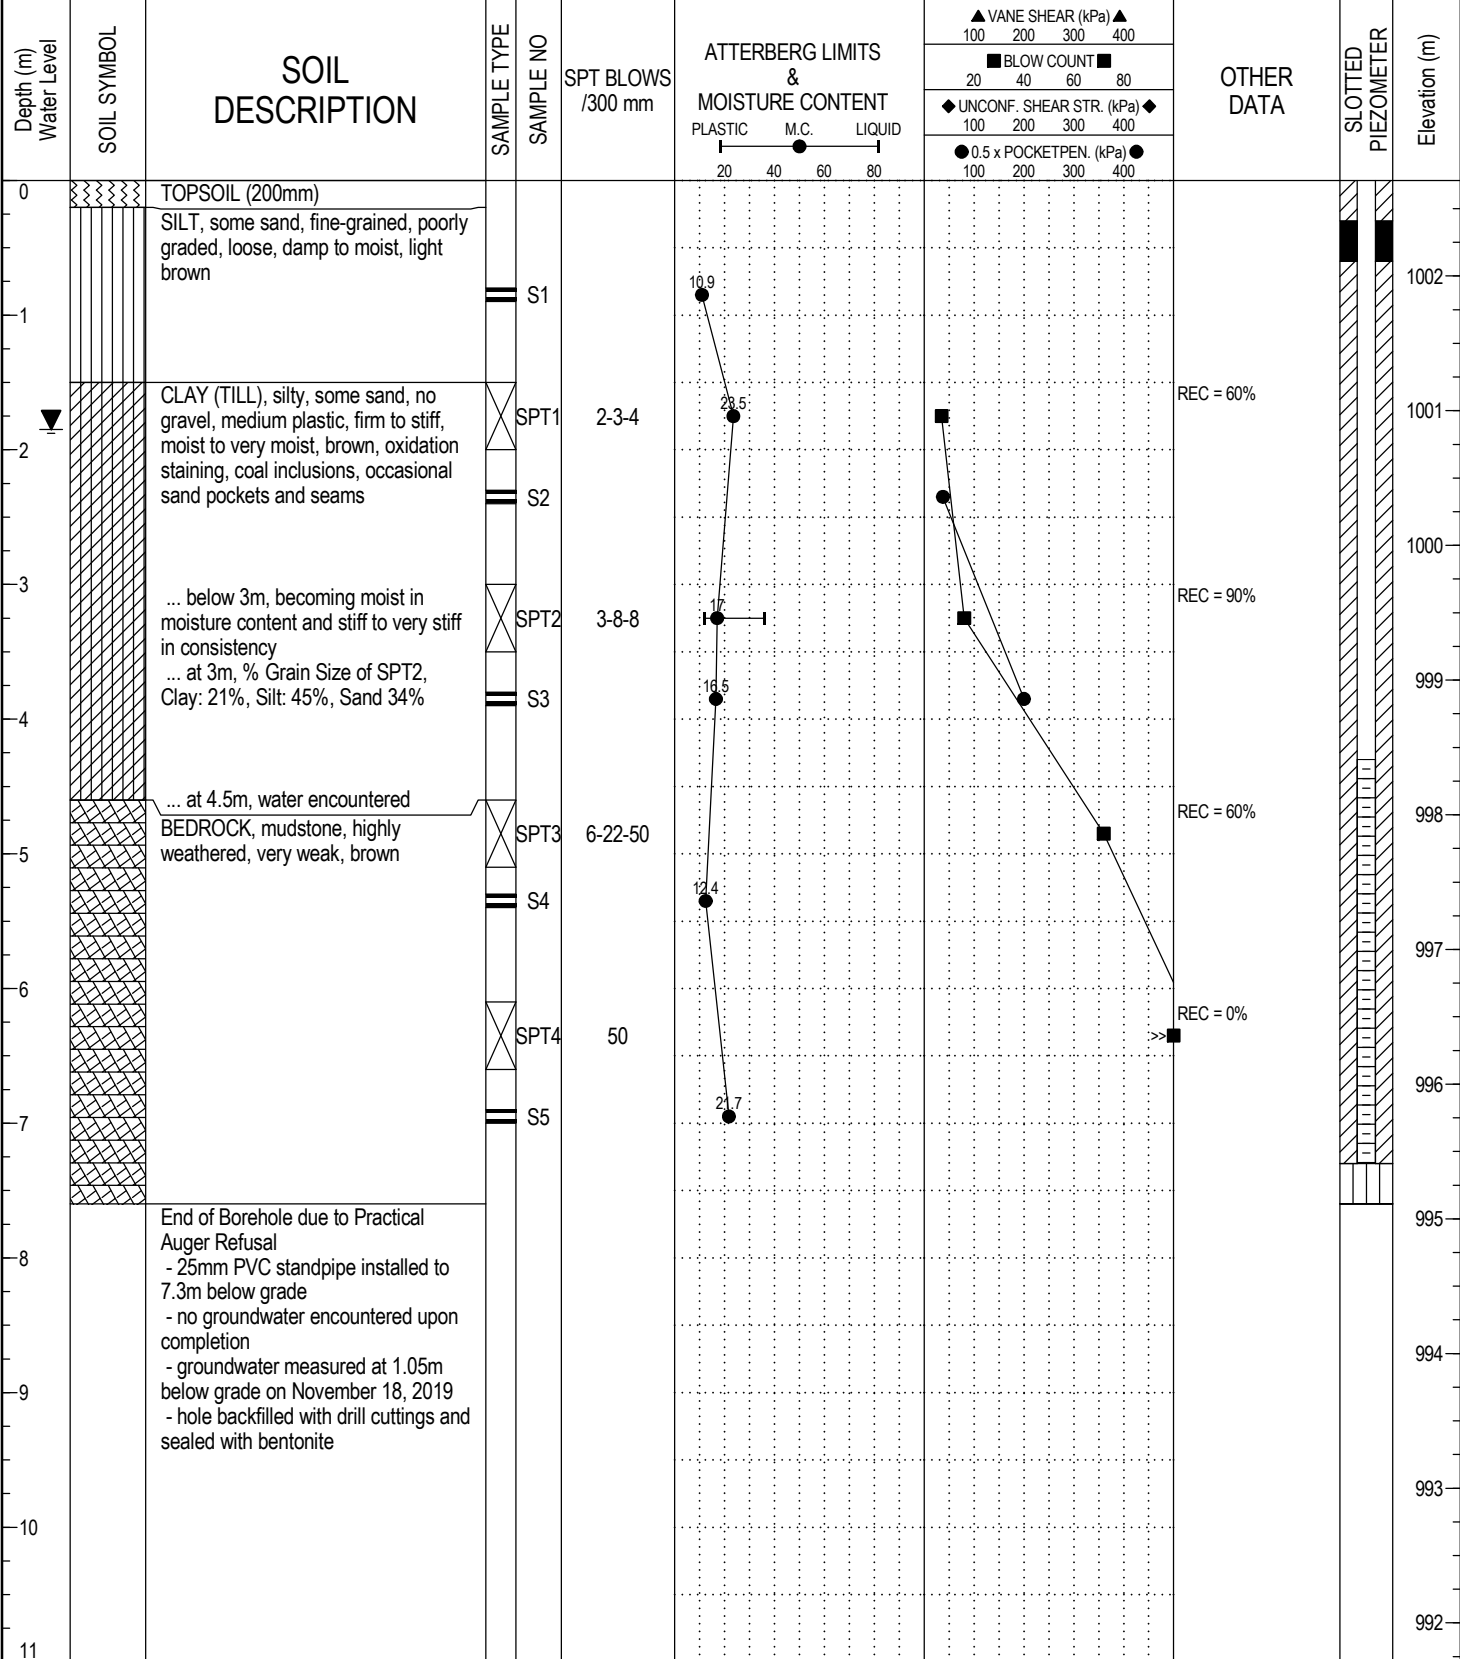 Depth (m)
Water Level
SOIL SYMBOL
SOIL
DESCRIPTION
SAMPLE TYPE
SAMPLE NO
SPT BLOWS
/300 mm
ATTERBERG LIMITS
&
MOISTURE CONTENT
PLASTIC M.C. LIQUID
20 40 60 80
▲ VANE SHEAR (kPa) ▲
100 200 300 400
■ BLOW COUNT ■
20 40 60 80
◆ UNCONF. SHEAR STR. (kPa) ◆
100 200 300 400
● 0.5 x POCKETPEN. (kPa) ●
100 200 300 400
OTHER
DATA
SLOTTED
PIEZOMETER
Elevation (m)
0
TOPSOIL (200mm)
SILT, some sand, fine-grained, poorly
graded, loose, damp to moist, light
brown
1002
S1
10.9
1
CLAY (TILL), silty, some sand, no
gravel, medium plastic, firm to stiff,
moist to very moist, brown, oxidation
staining, coal inclusions, occasional
sand pockets and seams
SPT1
2-3-4
23.5
REC = 60%
1001
2
S2
1000
3
... below 3m, becoming moist in
moisture content and stiff to very stiff
in consistency
... at 3m, % Grain Size of SPT2,
Clay: 21%, Silt: 45%, Sand 34%
SPT2
3-8-8
17
REC = 90%
S3
16.5
999
4
... at 4.5m, water encountered
BEDROCK, mudstone, highly
weathered, very weak, brown
SPT3
6-22-50
REC = 60%
998
5
S4
12.4
997
6
SPT4
50
>>
REC = 0%
996
7
S5
21.7
End of Borehole due to Practical
Auger Refusal
- 25mm PVC standpipe installed to
7.3m below grade
- no groundwater encountered upon
completion
- groundwater measured at 1.05m
below grade on November 18, 2019
- hole backfilled with drill cuttings and
sealed with bentonite
995
8
994
9
993
10
992
11